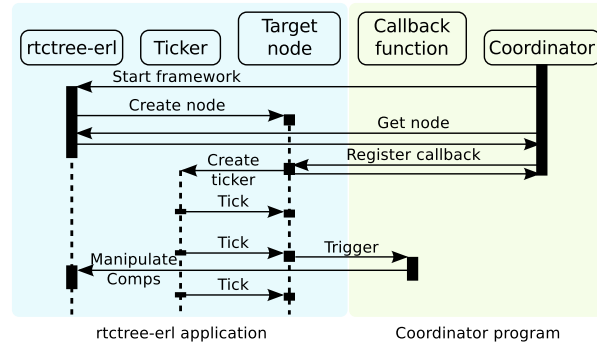 rtctree-erl
Ticker
Target
node
Callback
function
Coordinator
Start framework
Create node
Get node
Register callback
Create
ticker
Tick
Tick
Trigger
Manipulate
Comps
Tick
rtctree-erl application
Coordinator program